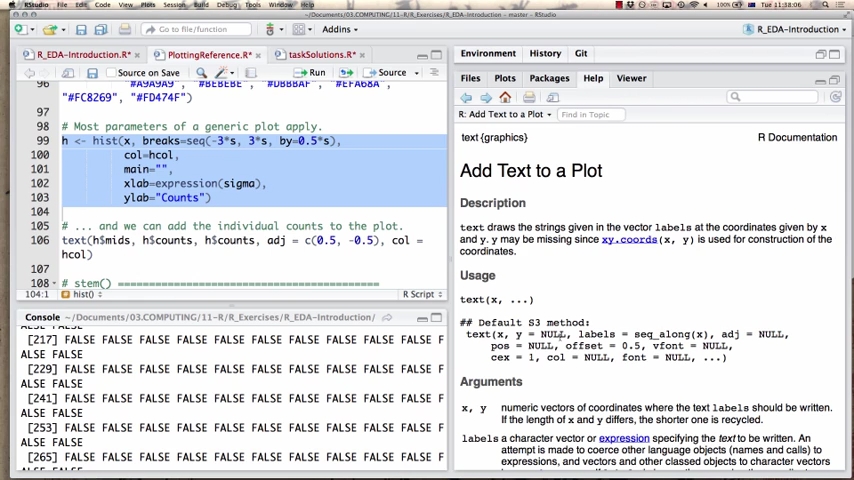 RStudio File Edit Code View Plots Session Build Debug Tools Window Help
100%
Tue 11:38:06
~/Documents/03.COMPUTING/11-R/R_Exercises/R_EDA-Introduction - master - RStudio
Go to file/function
Addins
R_EDA-Introduction
R_EDA-Introduction.R*
PlottingReference.R*
taskSolutions.R*
Source on Save
Run
Source
96 "#A9A9A9", "#BEBEBE", "#DBBBAF", "#EFA68A",
"#FC8269", "#FD474F")
97
98 # Most parameters of a generic plot apply.
99 h <- hist(x, breaks=seq(-3*s, 3*s, by=0.5*s),
100 col=hcol,
101 main="",
102 xlab=expression(sigma),
103 ylab="Counts")
104
105 # ... and we can add the individual counts to the plot.
106 text(h$mids, h$counts, h$counts, adj = c(0.5, -0.5), col =
hcol)
107
108 # stem() =========================================
104:1 hist() R Script
Console ~/Documents/03.COMPUTING/11-R/R_Exercises/R_EDA-Introduction/
ALSE FALSE
[217] FALSE FALSE FALSE FALSE FALSE FALSE FALSE FALSE FALSE FALSE F
ALSE FALSE
[229] FALSE FALSE FALSE FALSE FALSE FALSE FALSE FALSE FALSE FALSE F
ALSE FALSE
[241] FALSE FALSE FALSE FALSE FALSE FALSE FALSE FALSE FALSE FALSE F
ALSE FALSE
[253] FALSE FALSE FALSE FALSE FALSE FALSE FALSE FALSE FALSE FALSE F
ALSE FALSE
[265] FALSE FALSE FALSE FALSE FALSE FALSE FALSE FALSE FALSE FALSE F
Environment History Git
Files Plots Packages Help Viewer
R: Add Text to a Plot
Find in Topic
text {graphics} R Documentation
Add Text to a Plot
Description
text draws the strings given in the vector labels at the coordinates given by x
and y. y may be missing since xy.coords(x, y) is used for construction of the
coordinates.
Usage
text(x, ...)
## Default S3 method:
text(x, y = NULL, labels = seq_along(x), adj = NULL,
pos = NULL, offset = 0.5, vfont = NULL,
cex = 1, col = NULL, font = NULL, ...)
Arguments
x, y numeric vectors of coordinates where the text labels should be written.
If the length of x and y differs, the shorter one is recycled.
labels a character vector or expression specifying the text to be written. An
attempt is made to coerce other language objects (names and calls) to
expressions, and vectors and other classed objects to character vectors